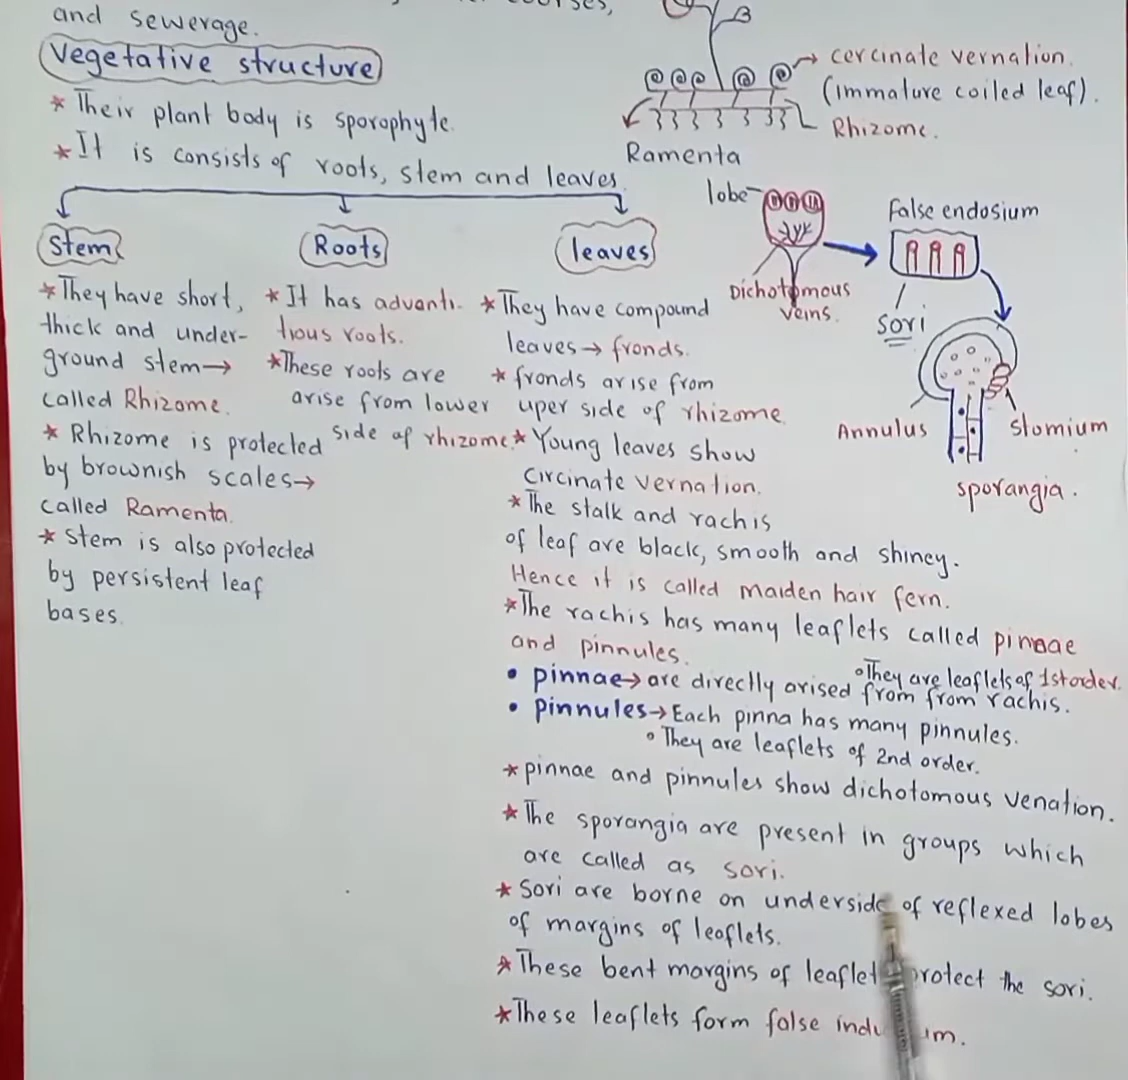 courses,
and sewerage.
Vegetative structure
* Their plant body is sporophyte.
* It is consists of roots, stem and leaves
cercinate vernation.
(immature coiled leaf).
Rhizome.
Ramenta
lobe
Dichotomous
veins.
false endosium
sori
Annulus
stomium
sporangia.
Stem
* They have short,
thick and under-
ground stem→
called Rhizome.
* Rhizome is protected
by brownish scales→
called Ramenta.
* Stem is also protected
by persistent leaf
bases.
Roots
* It has advanti-
tious roots.
* These roots are
arise from lower
side of rhizome.
leaves
* They have compound
leaves→ fronds.
* fronds arise from
uper side of rhizome.
* Young leaves show
Circinate vernation.
* The stalk and rachis
of leaf are black, smooth and shiney.
Hence it is called maiden hair fern.
* The rachis has many leaflets called pinnae
and pinnules.
° They are leaflets of 1st order.
• pinnae→ are directly arised from from rachis.
• pinnules→ Each pinna has many pinnules.
° They are leaflets of 2nd order.
* pinnae and pinnules show dichotomous venation.
* The sporangia are present in groups which
are called as sori.
* Sori are borne on underside of reflexed lobes
of margins of leaflets.
* These bent margins of leaflet protect the sori.
* These leaflets form false